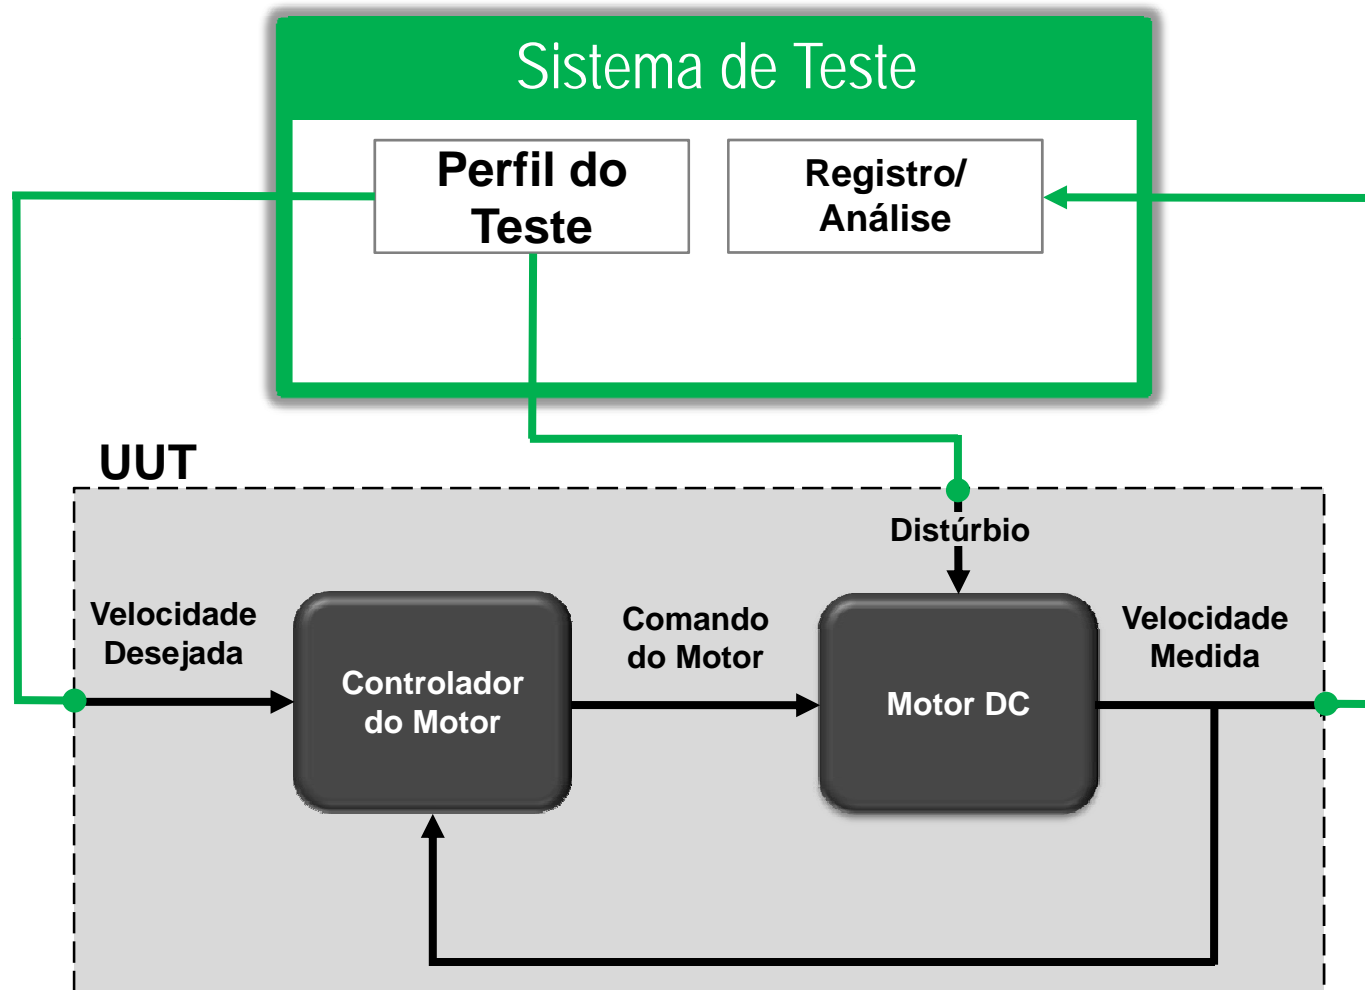 Sistema de Teste
Perfil do
Teste
Registro/
Análise
UUT
Distúrbio
Velocidade
Desejada
Controlador
do Motor
Comando
do Motor
Motor DC
Velocidade
Medida